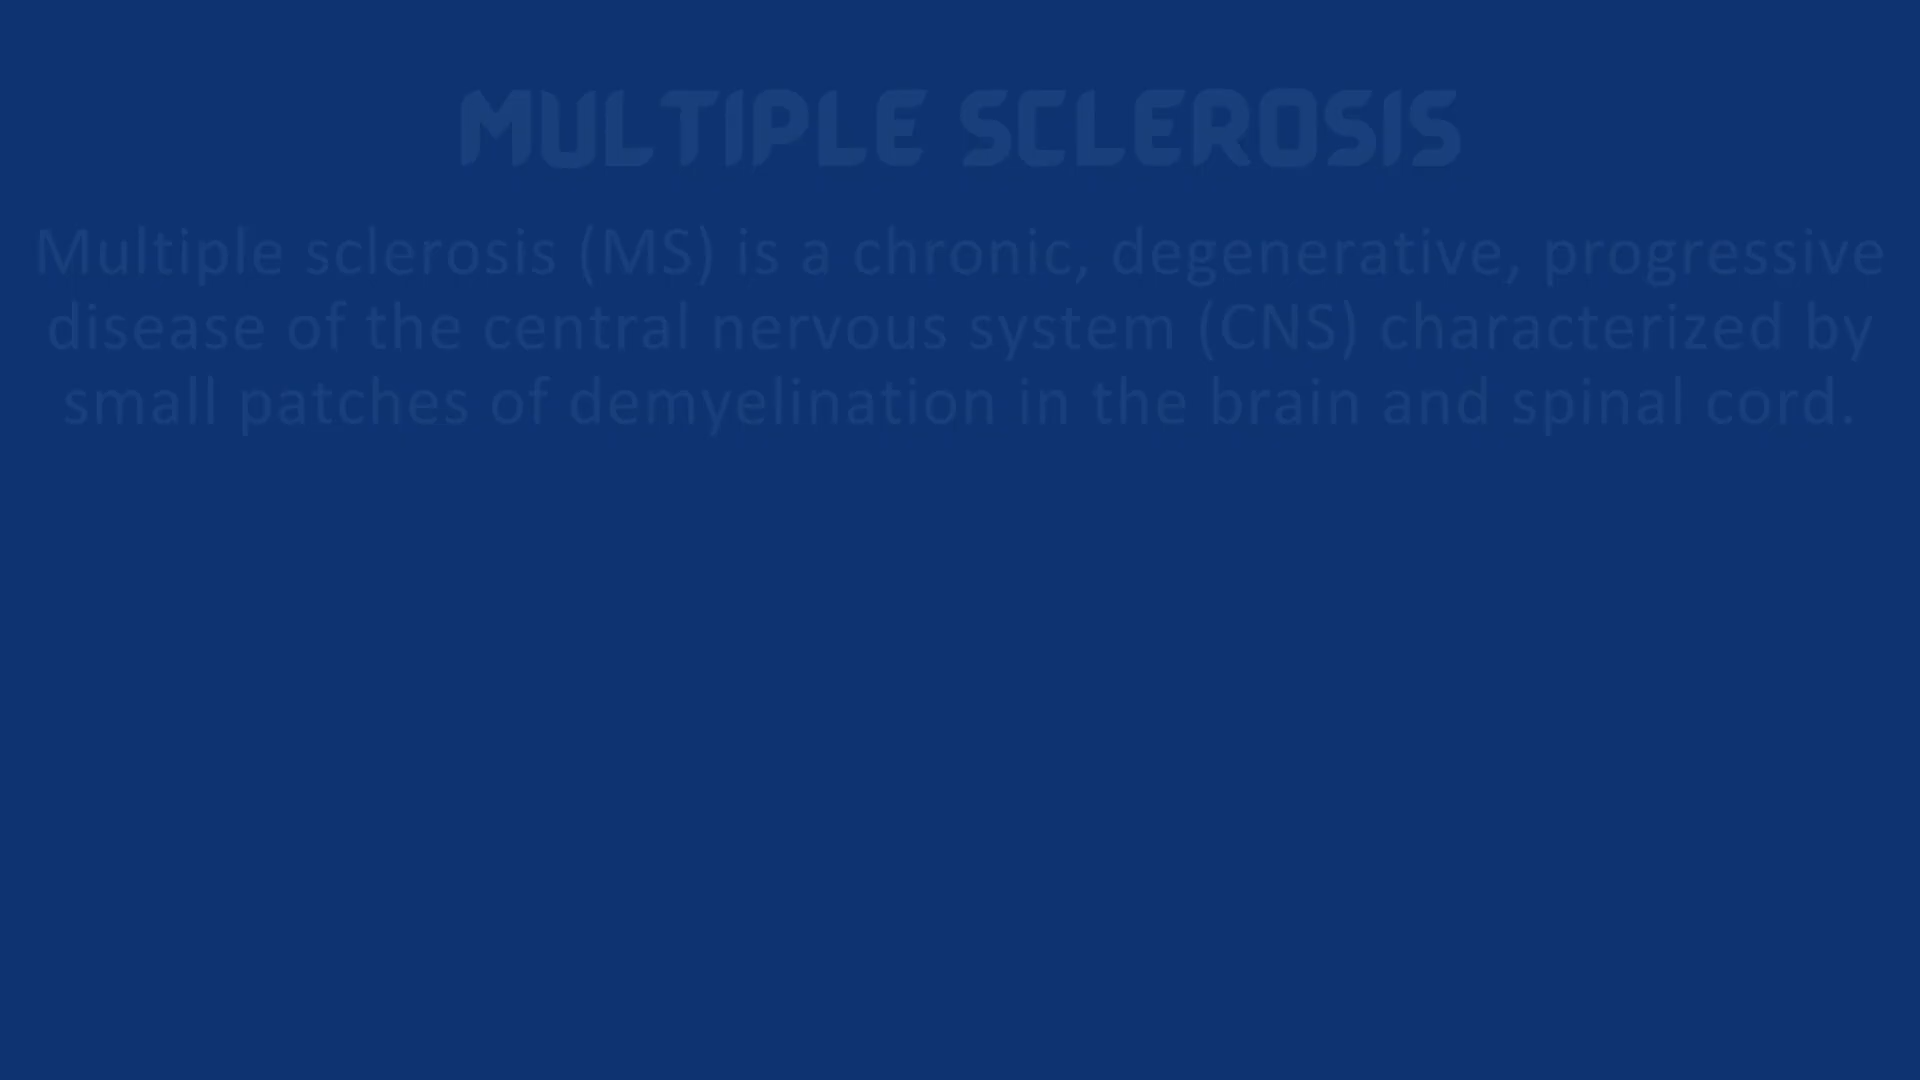 MULTIPLE SCLEROSIS
Multiple sclerosis (MS) is a chronic, degenerative, progressive
disease of the central nervous system (CNS) characterized by
small patches of demyelination in the brain and spinal cord.